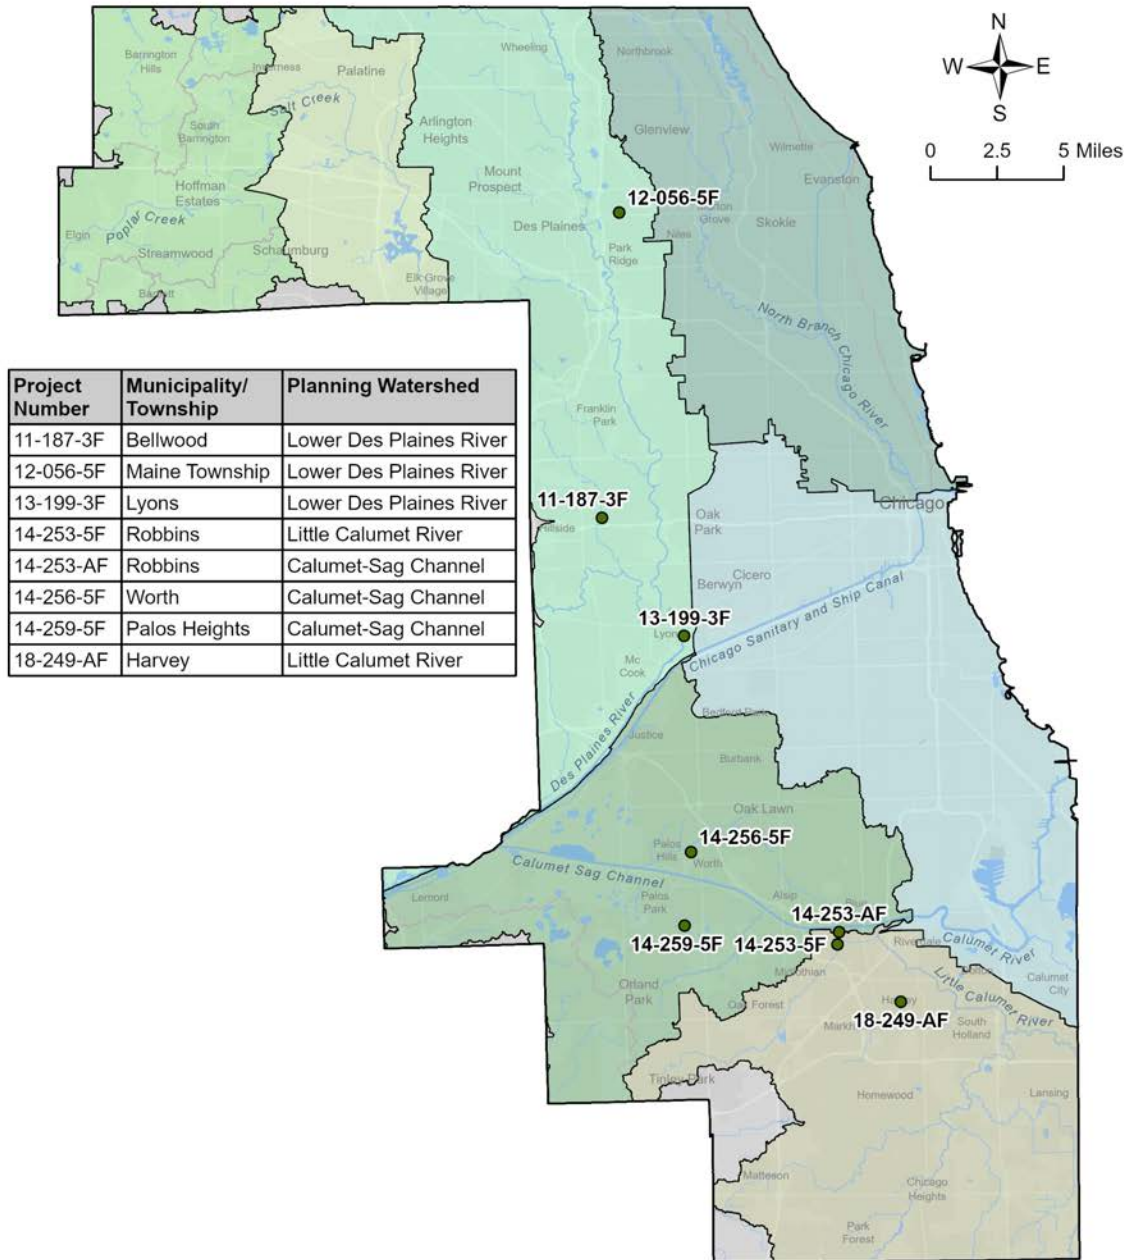 N
W E
S
0 2.5 5 Miles
Barrington
Hills
Inverness
Palatine
Wheeling
Northbrook
Salt Creek
South
Barrington
Arlington
Heights
Glenview
Wilmette
Hoffman
Estates
Mount
Prospect
Evanston
12-056-5F
Poplar Creek
Elgin
Des Plaines
Grove
Skokie
Niles
Streamwood
Schaumburg
Park
Ridge
Elk Grove
Village
Bartlett
North Branch Chicago River
Project
Number
Municipality/
Township
Planning Watershed
11-187-3F Bellwood Lower Des Plaines River
12-056-5F Maine Township Lower Des Plaines River
13-199-3F Lyons Lower Des Plaines River
14-253-5F Robbins Little Calumet River
14-253-AF Robbins Calumet-Sag Channel
14-256-5F Worth Calumet-Sag Channel
14-259-5F Palos Heights Calumet-Sag Channel
18-249-AF Harvey Little Calumet River
Franklin
Park
11-187-3F
Hillside
Oak
Park
Chicago
Cicero
Berwyn
13-199-3F
Lyons
Chicago Sanitary and Ship Canal
Mc
Cook
Bedford Park
Des Plaines River
Justice
Burbank
Oak Lawn
14-256-5F
Palos
Hills
Worth
Calumet Sag Channel
Lemont
Palos
Park
Alsip
14-253-AF
14-259-5F
14-253-5F
Riverdale
Calumet River
Midlothian
Dolton
Calumet
City
Orland
Park
Oak Forest
Harvey
Little Calumet River
18-249-AF
Markham
South
Holland
Tinley Park
Homewood
Lansing
Matteson
Chicago
Heights
Park
Forest